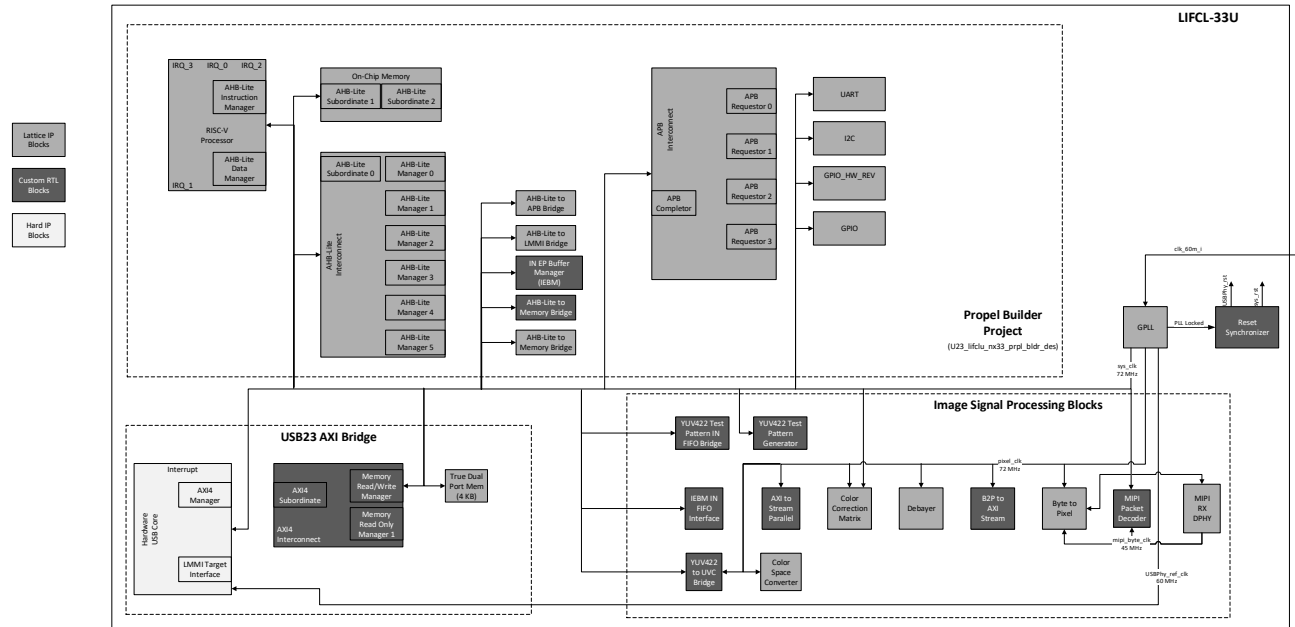 LIFCL-33U
Lattice IP
Blocks
Custom RTL
Blocks
Hard IP
Blocks
IRQ_3
IRQ_0
IRQ_2
AHB-Lite
Instruction
Manager
RISC-V
Processor
AHB-Lite
Data
Manager
IRQ_1
On-Chip Memory
AHB-Lite
Subordinate 1
AHB-Lite
Subordinate 2
AHB-Lite
Subordinate 0
AHB-Lite
Manager 0
AHB-Lite
Manager 1
AHB-Lite
Manager 2
AHB-Lite
Manager 3
AHB-Lite
Manager 4
AHB-Lite
Manager 5
AHB-Lite
Interconnect
AHB-Lite to
APB Bridge
AHB-Lite to
LMMI Bridge
IN EP Buffer
Manager
(IEBM)
AHB-Lite to
Memory Bridge
AHB-Lite to
Memory Bridge
APB
Interconnect
APB
Completor
APB
Requestor 0
APB
Requestor 1
APB
Requestor 2
APB
Requestor 3
UART
I2C
GPIO_HW_REV
GPIO
Propel Builder
Project
(U23_lifclu_nx33_prpl_bldr_des)
clk_60m_i
USBPhy_rst
sys_rst
GPLL
PLL Locked
Reset
Synchronizer
sys_clk
72 MHz
USB23 AXI Bridge
Interrupt
AXI4
Manager
Hardware
USB Core
LMMI Target
Interface
AXI4
Subordinate
Memory
Read/Write
Manager
Memory
Read Only
Manager 1
AXI4
Interconnect
True Dual
Port Mem
(4 KB)
Image Signal Processing Blocks
YUV422 Test
Pattern IN
FIFO Bridge
YUV422 Test
Pattern
Generator
pixel_clk
72 MHz
IEBM IN
FIFO
Interface
AXI to
Stream
Parallel
Color
Correction
Matrix
Debayer
B2P to
AXI
Stream
Byte to
Pixel
MIPI
Packet
Decoder
MIPI
RX
DPHY
mipi_byte_clk
45 MHz
YUV422
to UVC
Bridge
Color
Space
Converter
USBPhy_ref_clk
60 MHz